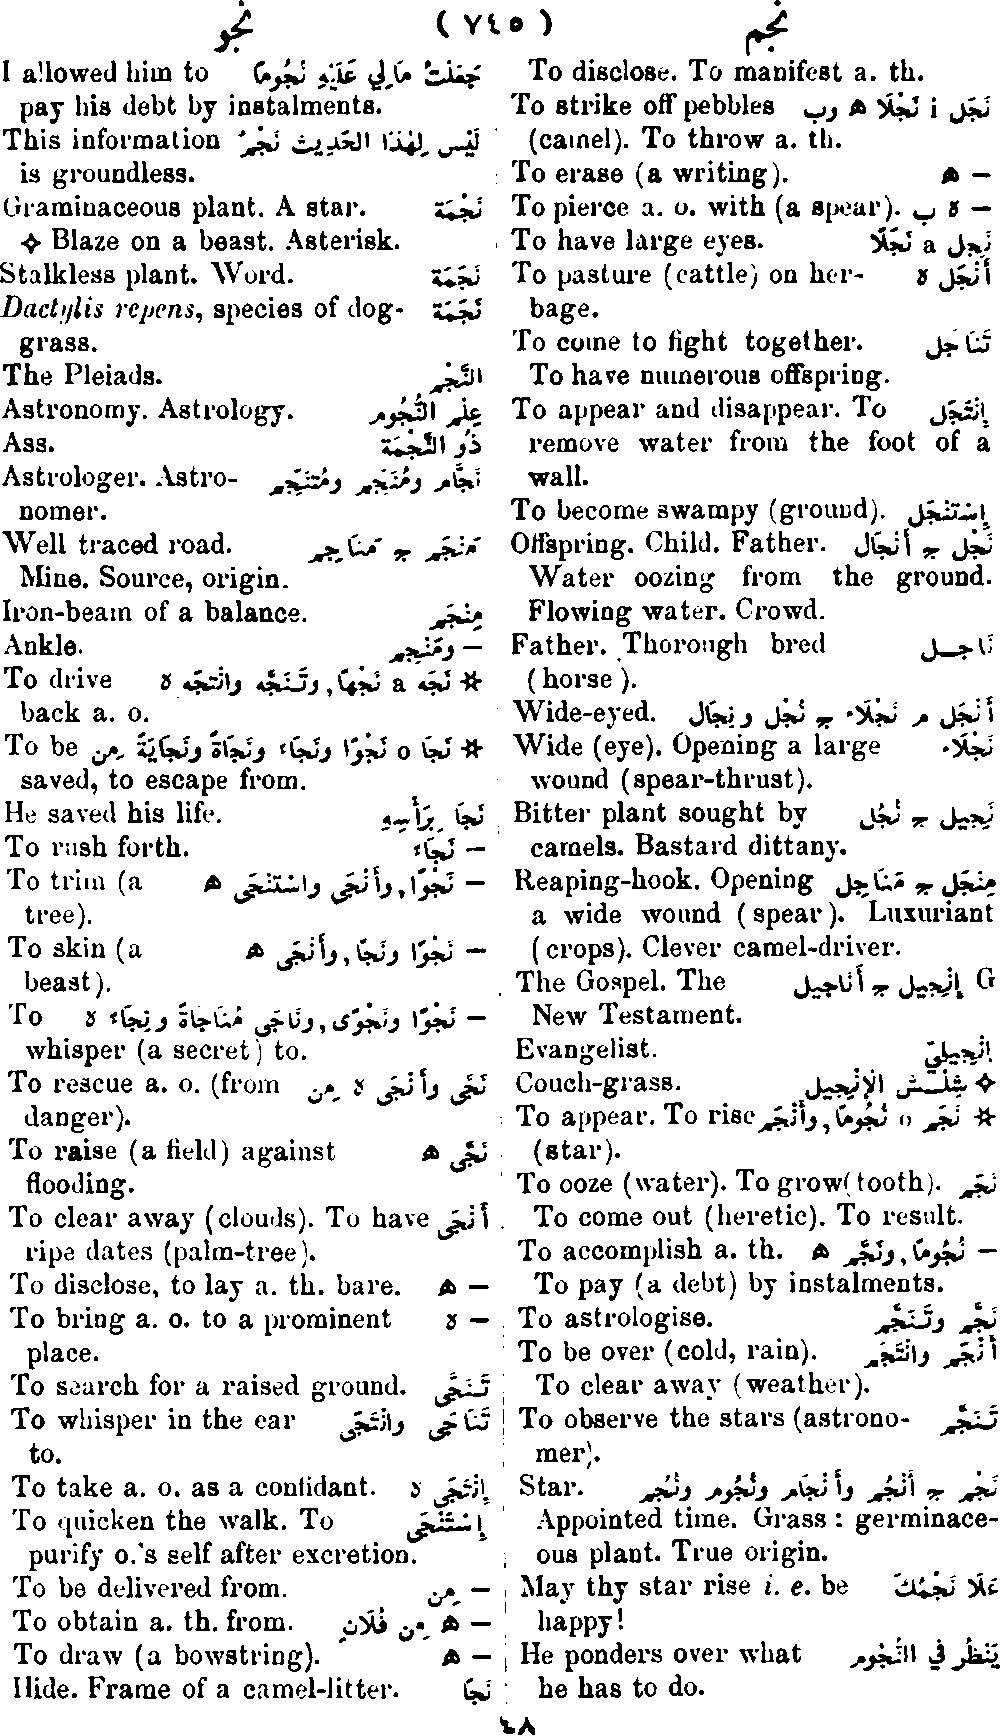 نجم ( ٧٤٥ ) نجو
To disclose. To manifest a. th.
To strike off pebbles نَجَل i نَجْلًا ه وب
(camel). To throw a. th.
To erase (a writing). — ه
To pierce a. o. with (a spear). — ه ب
To have large eyes. نَجِل a نَجَلًا
To pasture (cattle) on her- أَنْجَل ه
bage.
To come to fight together. تَنَاجَل
To have numerous offspring.
To appear and disappear. To إِنْتَجَل
remove water from the foot of a
wall.
To become swampy (ground). إِسْتَنْجَل
Offspring. Child. Father. نَجْل ج أَنْجَال
Water oozing from the ground.
Flowing water. Crowd.
Father. Thorough bred نَاجِل
(horse).
Wide-eyed. أَنْجَل م نَجْلَاء ج نُجْل ونِجَال
Wide (eye). Opening a large نَجْلَاء
wound (spear-thrust).
Bitter plant sought by نَجِيل ج نُجُل
camels. Bastard dittany.
Reaping-hook. Opening مِنْجَل ج مَنَاجِل
a wide wound (spear). Luxuriant
(crops). Clever camel-driver.
The Gospel. The G إِنْجِيل ج أَنَاجِيل
New Testament.
Evangelist. إِنْجِيلِيّ
Couch-grass. ✧ شِلْش الإِنْجِيل
To appear. To rise ✲ نَجَم o نُجُومًا, وأَنْجَم
(star).
To ooze (water). To grow (tooth). نَجَم
To come out (heretic). To result.
To accomplish a. th. — نُجُومًا, ونَجَّم ه
To pay (a debt) by instalments.
To astrologise. نَجَّم وتَنَجَّم
To be over (cold, rain). أَنْجَم وانْتَجَم
To clear away (weather).
To observe the stars (astrono- تَنَجَّم
mer).
Star. نَجْم ج أَنْجُم وأَنْجَام ونُجُوم ونُجُم
Appointed time. Grass : germinace-
ous plant. True origin.
May thy star rise i. e. be عَلَا نَجْمُكَ
happy!
He ponders over what يَنْظُر في النُّجُوم
he has to do.
I allowed him to جَعَلْتُ مَالِي عَلَيْهِ نُجُومًا
pay his debt by instalments.
This information لَيْس لِهٰذَا الحَدِيث نَجْمٌ
is groundless.
Graminaceous plant. A star. نَجْمَة
✧ Blaze on a beast. Asterisk.
Stalkless plant. Word. نَجَمَة
Dactylis repens, species of dog- نَجَمَة
grass.
The Pleiads. النَّجْم
Astronomy. Astrology. عِلْم النُّجُوم
Ass. ذُو النَّجْمَة
Astrologer. Astro- نَجَّام ومُنَجِّم ومُتَنَجِّم
nomer.
Well traced road. مَنْجَم ج مَنَاجِم
Mine. Source, origin.
Iron-beam of a balance. مِنْجَم
Ankle. — ومَنْجِم
To drive ✲ نَجَه a نَجْهًا, وتَنَجَّه وانْتَجَه ه
back a. o.
To be ✲ نَجَا o نَجْوًا ونَجَاء ونَجَاةً ونَجَايَةً مِن
saved, to escape from.
He saved his life. نَجَا بِرَأْسِهِ
To rush forth. — نَجَاء
To trim (a — نَجْوًا, وأَنْجَى واسْتَنْجَى ه
tree).
To skin (a — نَجْوًا ونَجًا, وأَنْجَى ه
beast).
To — نَجْوًا ونَجْوَى, ونَاجَى مُنَاجَاةً ونِجَاء ه
whisper (a secret) to.
To rescue a. o. (from نَجَّى وأَنْجَى ه مِن
danger).
To raise (a field) against نَجَّى ه
flooding.
To clear away (clouds). To have أَنْجَى
ripe dates (palm-tree).
To disclose, to lay a. th. bare. — ه
To bring a. o. to a prominent — ه
place.
To search for a raised ground. تَنَجَّى
To whisper in the ear تَنَاجَى وانْتَجَى
to.
To take a. o. as a confidant. إِنْتَجَى ه
To quicken the walk. To إِسْتَنْجَى
purify o.'s self after excretion.
To be delivered from. — مِن
To obtain a. th. from. — ه مِن فُلَانٍ
To draw (a bowstring). — ه
Hide. Frame of a camel-litter. نَجًا
٤٨